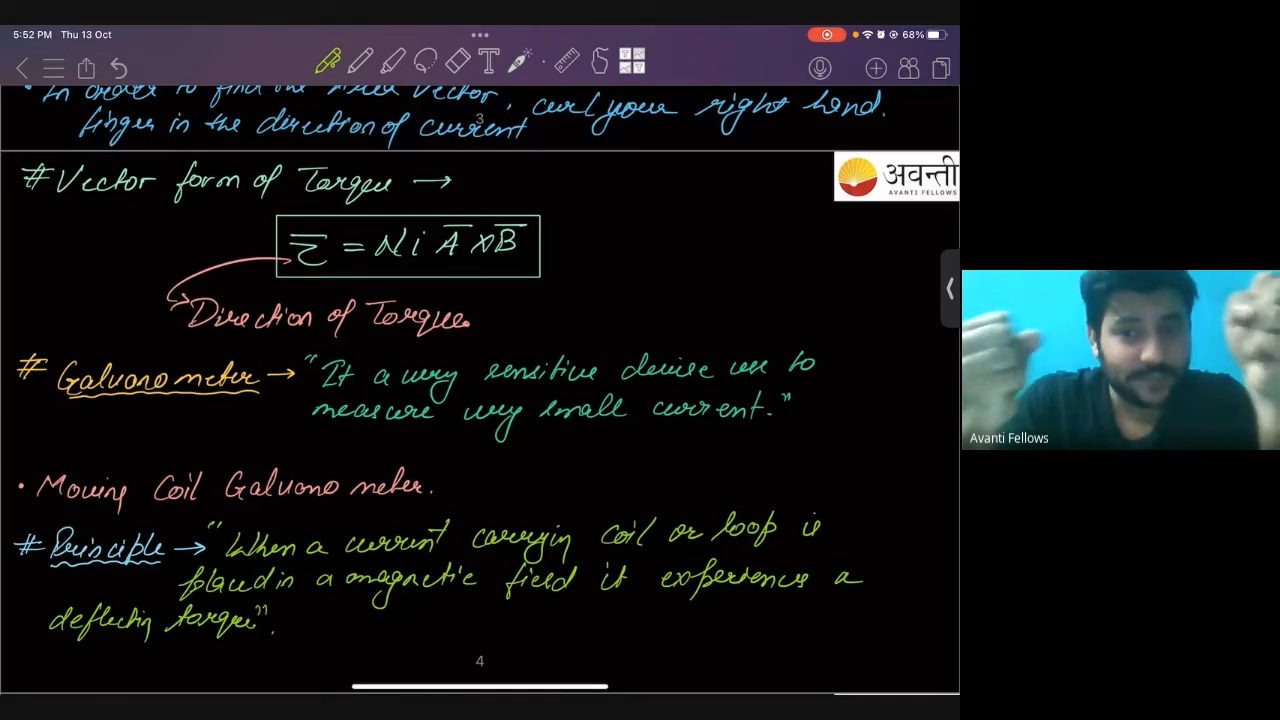 5:52 PM Thu 13 Oct
68%
• In order to find the Area vector, curl your right hand.
finger in the direction of current
3
# Vector form of Torque →
अवन्ती
AVANTI FELLOWS
τ̅ = N i A̅ × B̅
Direction of Torque.
# Galvanometer → "It a very sensitive device use to
measure very small current."
Avanti Fellows
• Moving Coil Galvanometer.
# Principle → "When a current carrying coil or loop is
placed in a magnetic field it experience a
deflecting torque".
4